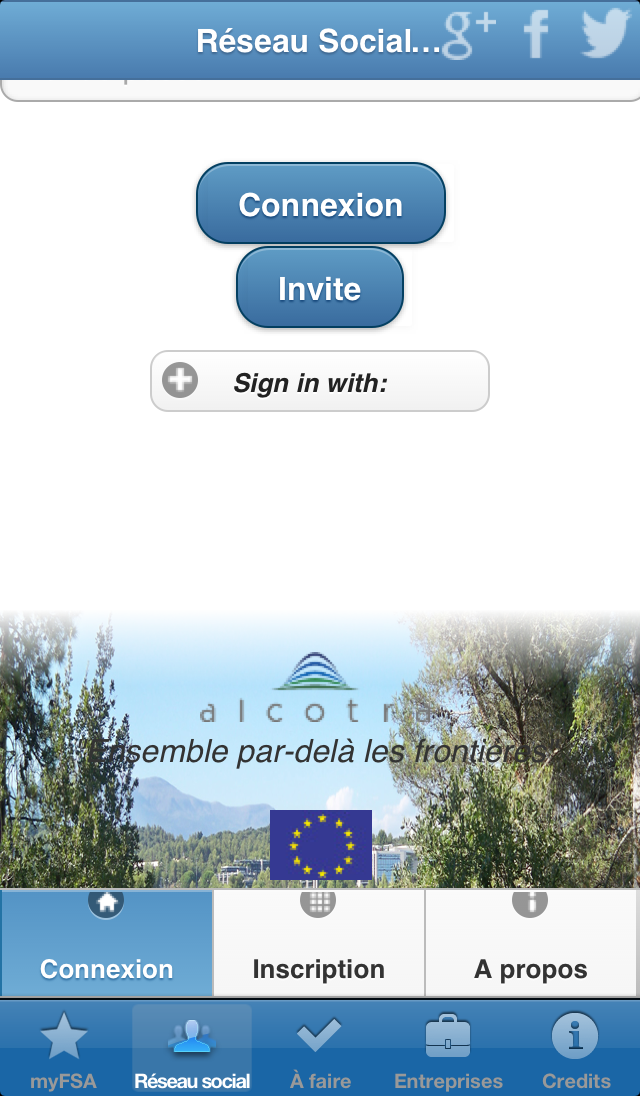 Réseau Social...
g+ f
Connexion
Invite
Sign in with:
alcotra
Ensemble par-delà les frontières
Connexion Inscription A propos
myFSA Réseau social À faire Entreprises Credits